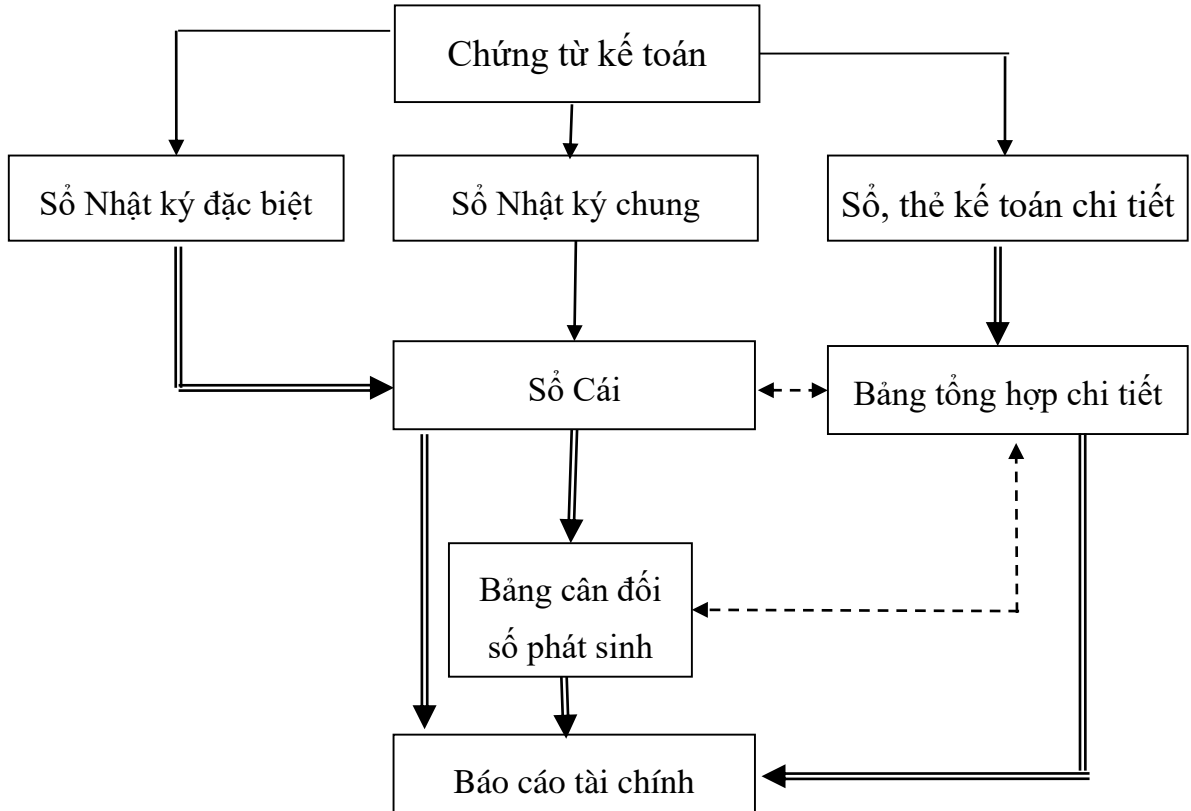 Chứng từ kế toán
Sổ Nhật ký đặc biệt
Sổ Nhật ký chung
Sổ, thẻ kế toán chi tiết
Sổ Cái
Bảng tổng hợp chi tiết
Bảng cân đối
số phát sinh
Báo cáo tài chính